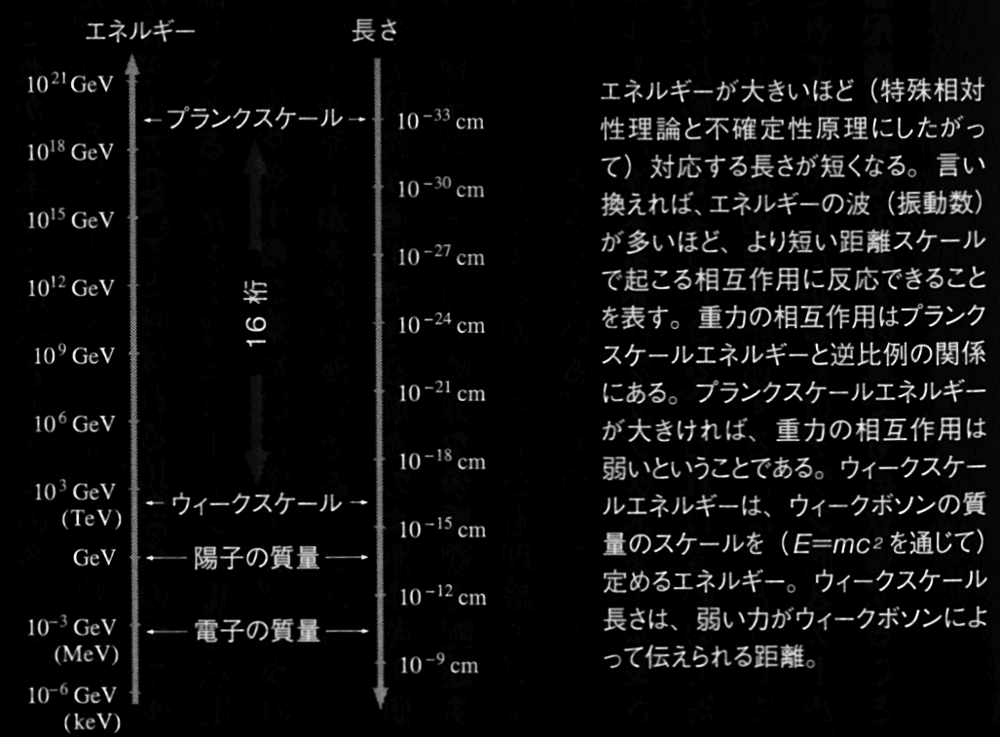 エネルギー
長さ
10²¹ GeV
10¹⁸ GeV
10¹⁵ GeV
10¹² GeV
10⁹ GeV
10⁶ GeV
10³ GeV
(TeV)
GeV
10⁻³ GeV
(MeV)
10⁻⁶ GeV
(keV)
プランクスケール
16桁
ウィークスケール
陽子の質量
電子の質量
10⁻³³ cm
10⁻³⁰ cm
10⁻²⁷ cm
10⁻²⁴ cm
10⁻²¹ cm
10⁻¹⁸ cm
10⁻¹⁵ cm
10⁻¹² cm
10⁻⁹ cm
エネルギーが大きいほど（特殊相対
性理論と不確定性原理にしたがっ
て）対応する長さが短くなる。言い
換えれば、エネルギーの波（振動数）
が多いほど、より短い距離スケール
で起こる相互作用に反応できること
を表す。重力の相互作用はプランク
スケールエネルギーと逆比例の関係
にある。プランクスケールエネルギー
が大きければ、重力の相互作用は
弱いということである。ウィークスケー
ルエネルギーは、ウィークボソンの質
量のスケールを（E=mc²を通じて）
定めるエネルギー。ウィークスケール
長さは、弱い力がウィークボソンによ
って伝えられる距離。